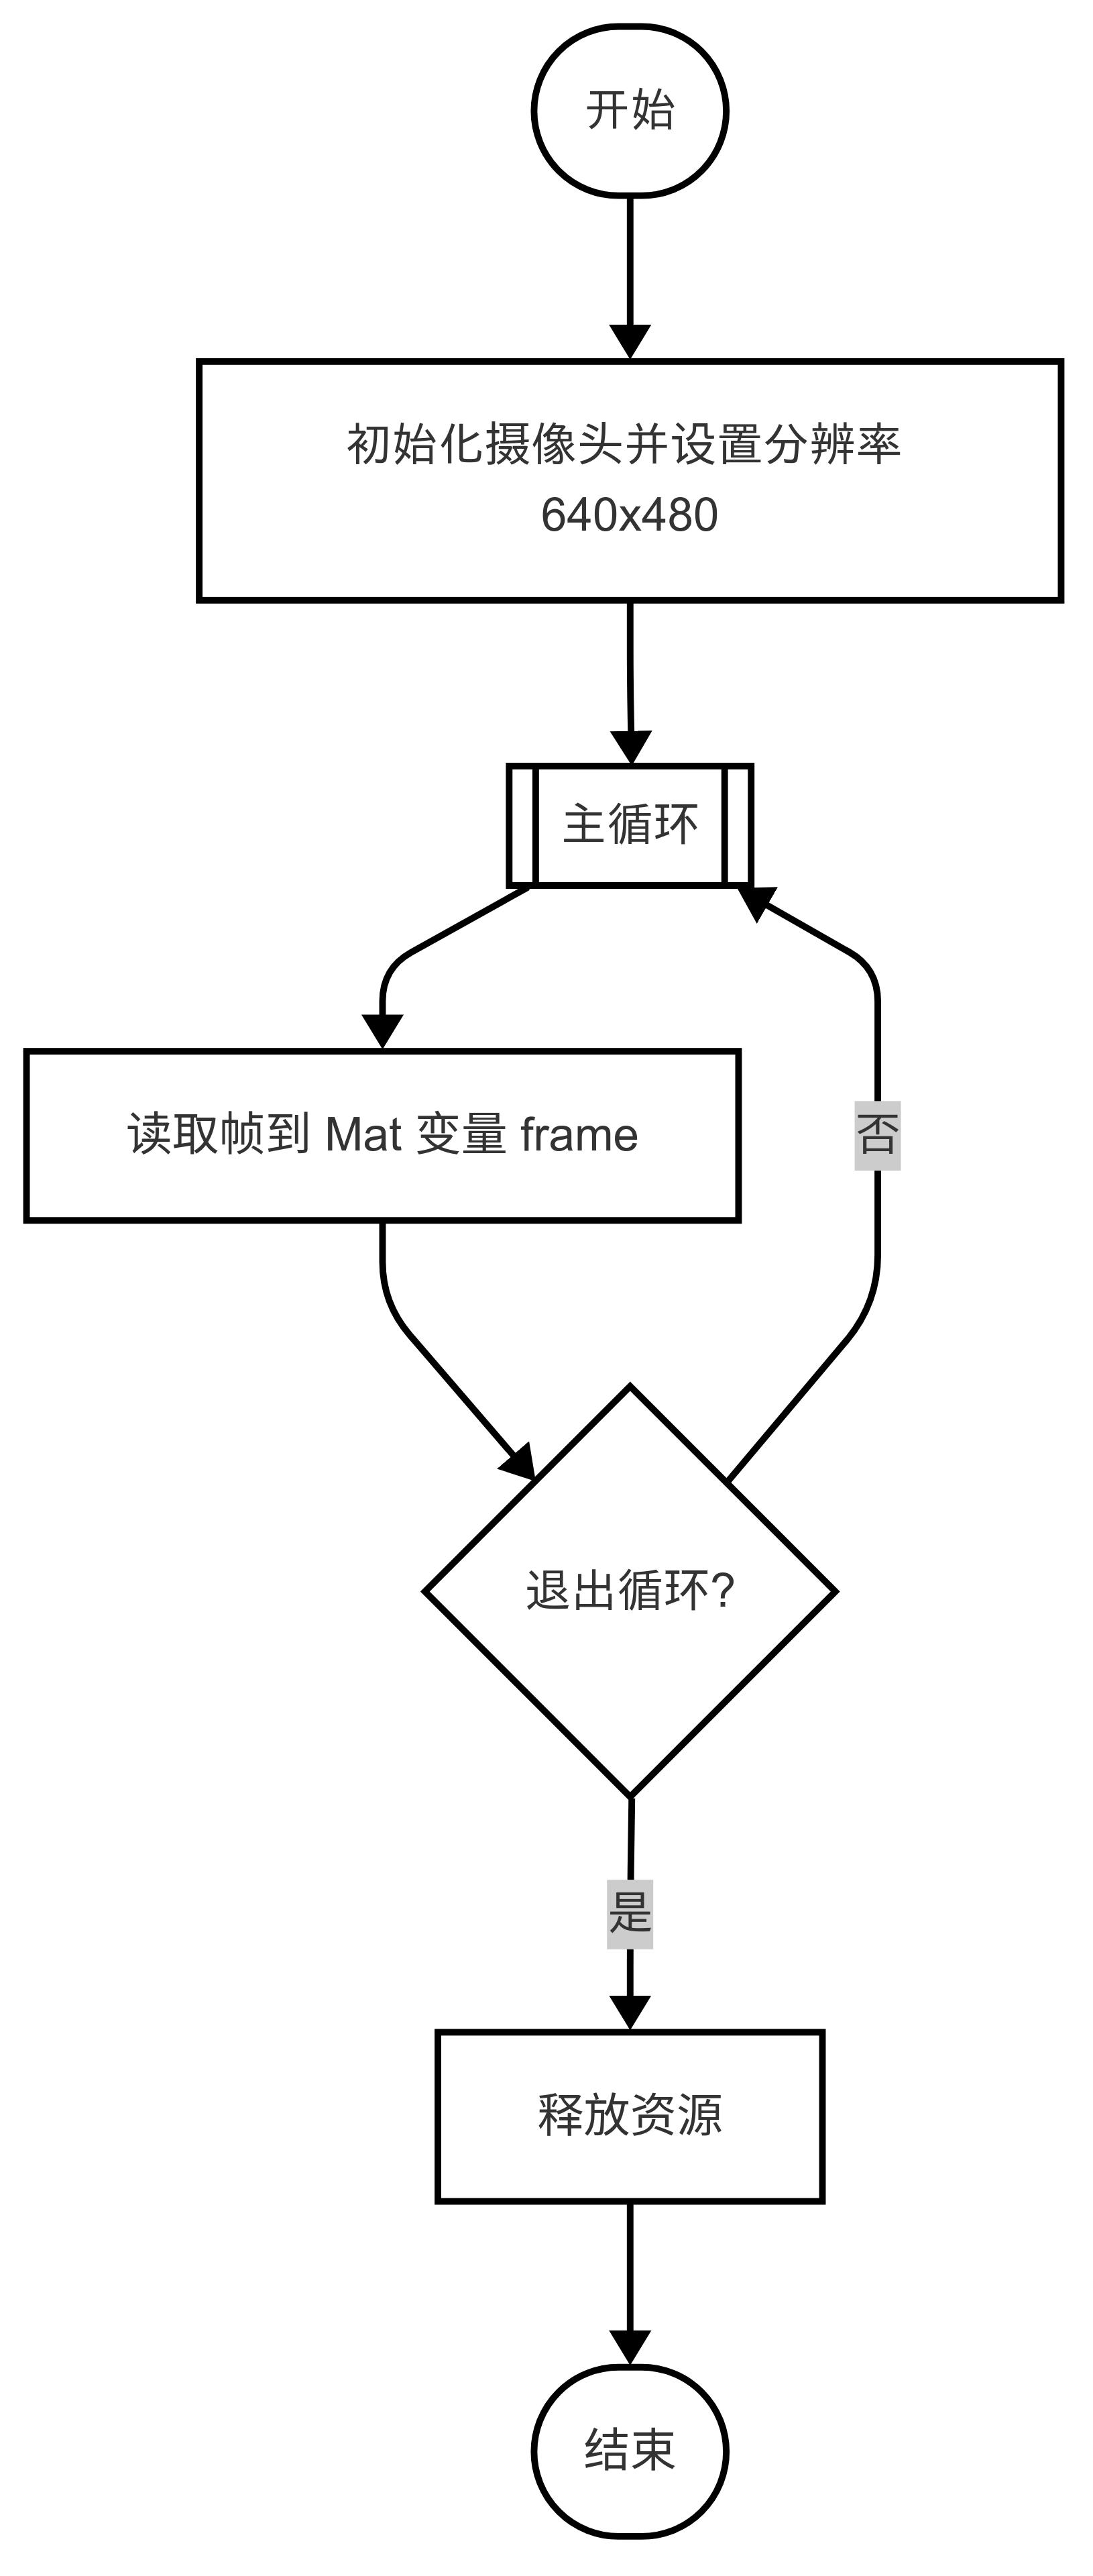 开始
初始化摄像头并设置分辨率
640x480
主循环
读取帧到 Mat 变量 frame
否
退出循环?
是
释放资源
结束